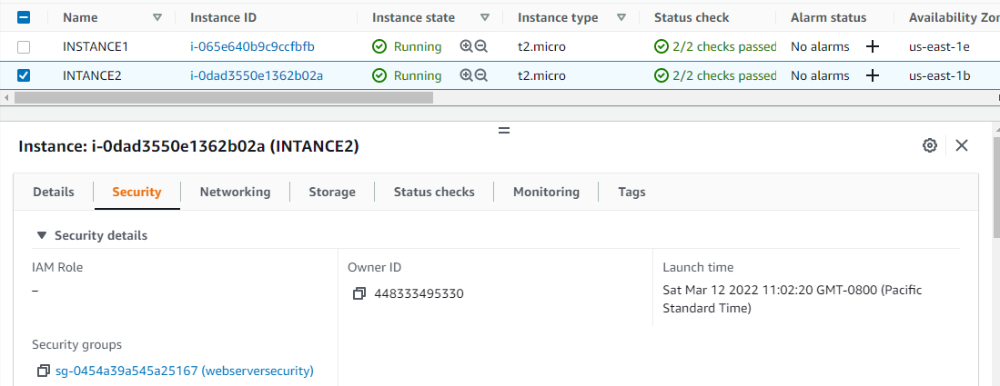 Name Instance ID Instance state Instance type Status check Alarm status Availability Zon
INSTANCE1 i-065e640b9c9ccfbfb Running t2.micro 2/2 checks passed No alarms us-east-1e
INTANCE2 i-0dad3550e1362b02a Running t2.micro 2/2 checks passed No alarms us-east-1b
Instance: i-0dad3550e1362b02a (INTANCE2)
Details Security Networking Storage Status checks Monitoring Tags
Security details
IAM Role Owner ID Launch time
– 448333495330 Sat Mar 12 2022 11:02:20 GMT-0800 (Pacific
Standard Time)
Security groups
sg-0454a39a545a25167 (webserversecurity)